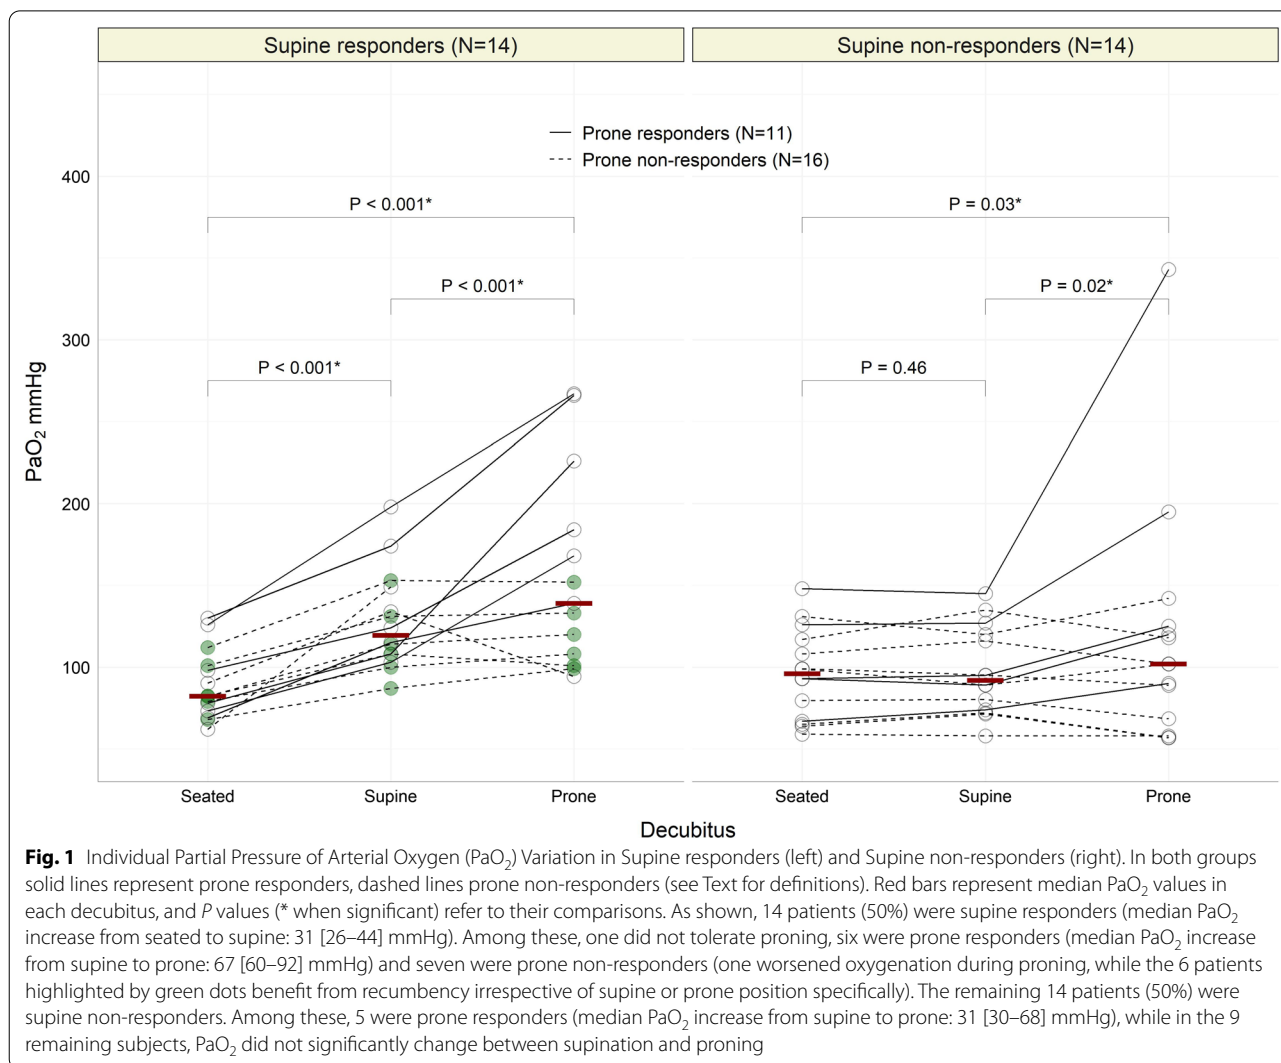 Supine responders (N=14)
Supine non-responders (N=14)
Prone responders (N=11)
Prone non-responders (N=16)
P < 0.001*
P < 0.001*
P < 0.001*
P = 0.03*
P = 0.02*
P = 0.46
PaO2 mmHg
400
300
200
100
Seated
Supine
Prone
Seated
Supine
Prone
Decubitus
Fig. 1 Individual Partial Pressure of Arterial Oxygen (PaO2) Variation in Supine responders (left) and Supine non-responders (right). In both groups
solid lines represent prone responders, dashed lines prone non-responders (see Text for definitions). Red bars represent median PaO2 values in
each decubitus, and P values (* when significant) refer to their comparisons. As shown, 14 patients (50%) were supine responders (median PaO2
increase from seated to supine: 31 [26–44] mmHg). Among these, one did not tolerate proning, six were prone responders (median PaO2 increase
from supine to prone: 67 [60–92] mmHg) and seven were prone non-responders (one worsened oxygenation during proning, while the 6 patients
highlighted by green dots benefit from recumbency irrespective of supine or prone position specifically). The remaining 14 patients (50%) were
supine non-responders. Among these, 5 were prone responders (median PaO2 increase from supine to prone: 31 [30–68] mmHg), while in the 9
remaining subjects, PaO2 did not significantly change between supination and proning